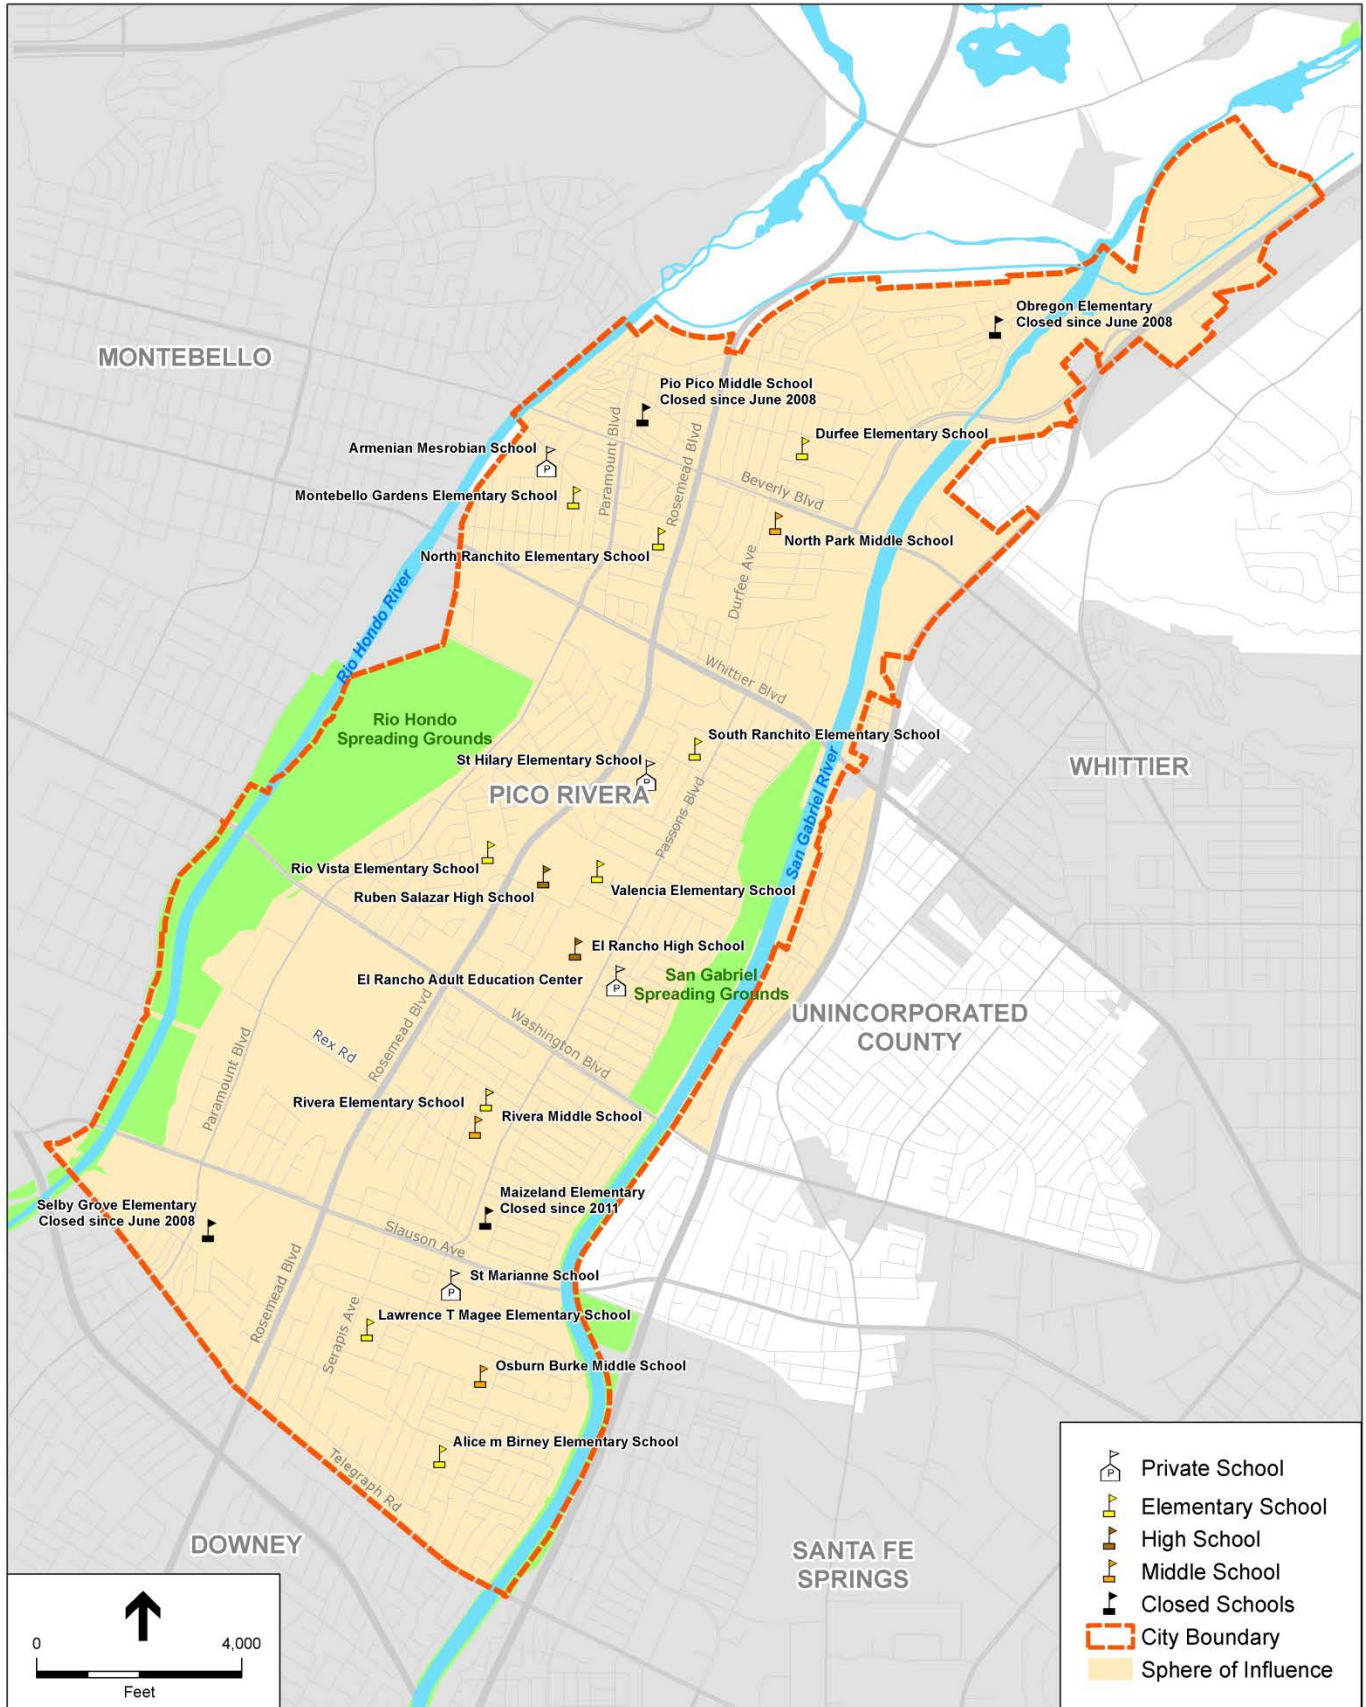 Obregon Elementary
Closed since June 2008
MONTEBELLO
Pio Pico Middle School
Closed since June 2008
Paramount Blvd
Rosemead Blvd
Durfee Elementary School
Armenian Mesrobian School
P
Beverly Blvd
Montebello Gardens Elementary School
North Park Middle School
North Ranchito Elementary School
Durfee Ave
Rio Hondo River
Whittier Blvd
Rio Hondo
Spreading Grounds
South Ranchito Elementary School
St Hilary Elementary School
P
WHITTIER
PICO RIVERA
Passons Blvd
San Gabriel River
Rio Vista Elementary School
Valencia Elementary School
Ruben Salazar High School
El Rancho High School
El Rancho Adult Education Center
P
San Gabriel
Spreading Grounds
UNINCORPORATED
COUNTY
Washington Blvd
Rosemead Blvd
Rex Rd
Paramount Blvd
Rivera Elementary School
Rivera Middle School
Maizeland Elementary
Closed since 2011
Selby Grove Elementary
Closed since June 2008
Slauson Ave
St Marianne School
P
Rosemead Blvd
Serapis Ave
Lawrence T Magee Elementary School
Osburn Burke Middle School
Alice m Birney Elementary School
Telegraph Rd
DOWNEY
SANTA FE
SPRINGS
P Private School
Elementary School
High School
Middle School
Closed Schools
City Boundary
Sphere of Influence
0 4,000
Feet